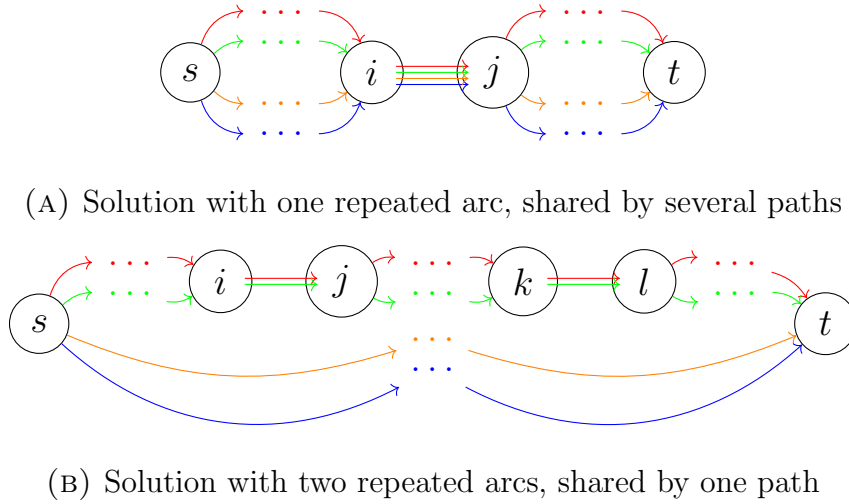 s i j t
(A) Solution with one repeated arc, shared by several paths
i j k l
s t
(B) Solution with two repeated arcs, shared by one path